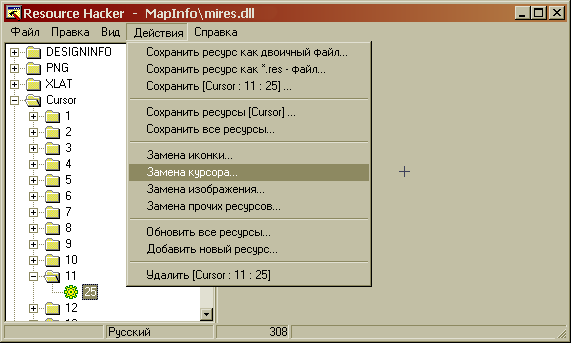 Resource Hacker - MapInfo\mires.dll
Файл Правка Вид Действия Справка
DESIGNINFO
PNG
XLAT
Cursor
1
2
3
4
5
6
7
8
9
10
11
25
12
Сохранить ресурс как двоичный файл...
Сохранить ресурс как *.res - файл...
Сохранить [Cursor : 11 : 25] ...
Сохранить ресурсы [Cursor] ...
Сохранить все ресурсы...
Замена иконки...
Замена курсора...
Замена изображения...
Замена прочих ресурсов...
Обновить все ресурсы...
Добавить новый ресурс...
Удалить [Cursor : 11 : 25]
Русский 308